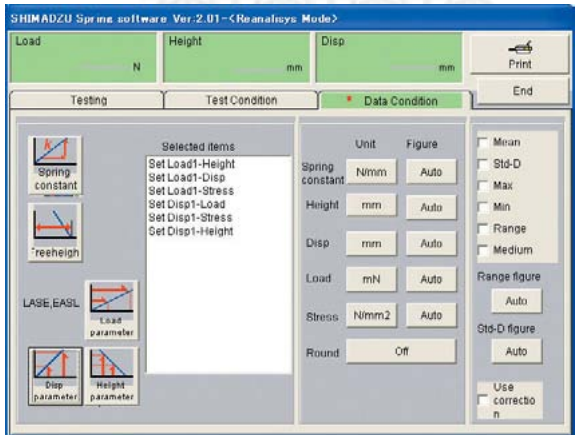 SHIMADZU Spring software Ver.2.01-<Reanalisys Mode>
Load
N
Height
mm
Disp
mm
Print
End
Testing
Test Condition
* Data Condition
k
Spring
constant
Freeheigh
LASE,EASL
Load
parameter
Disp
parameter
Height
parameter
Selected items
Set Load1-Height
Set Load1-Disp
Set Load1-Stress
Set Disp1-Load
Set Disp1-Stress
Set Disp1-Height
Unit Figure
Spring
constant N/mm Auto
Height mm Auto
Disp mm Auto
Load mN Auto
Stress N/mm2 Auto
Round Off
Mean
Std-D
Max
Min
Range
Medium
Range figure
Auto
Std-D figure
Auto
Use
correctio
n